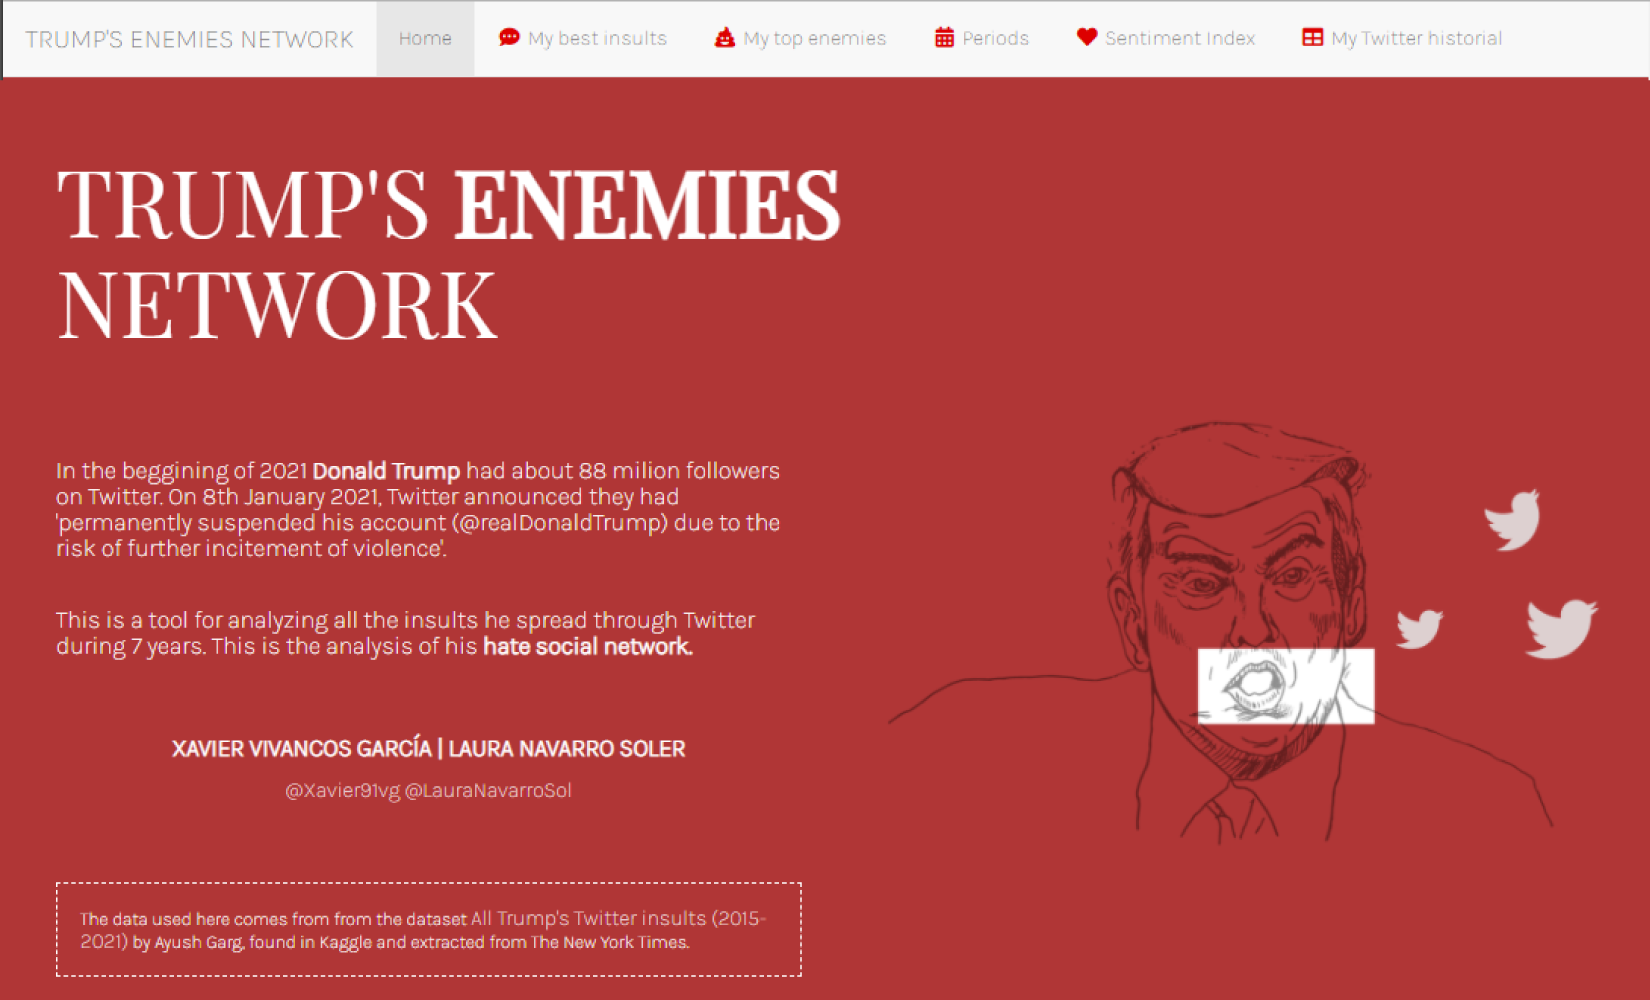 TRUMP'S ENEMIES NETWORK Home My best insults My top enemies Periods Sentiment Index My Twitter historial
TRUMP'S ENEMIES
NETWORK
In the beggining of 2021 Donald Trump had about 88 milion followers
on Twitter. On 8th January 2021, Twitter announced they had
'permanently suspended his account (@realDonaldTrump) due to the
risk of further incitement of violence'.
This is a tool for analyzing all the insults he spread through Twitter
during 7 years. This is the analysis of his hate social network.
XAVIER VIVANCOS GARCÍA | LAURA NAVARRO SOLER
@Xavier91vg @LauraNavarroSol
The data used here comes from from the dataset All Trump's Twitter insults (2015-
2021) by Ayush Garg, found in Kaggle and extracted from The New York Times.